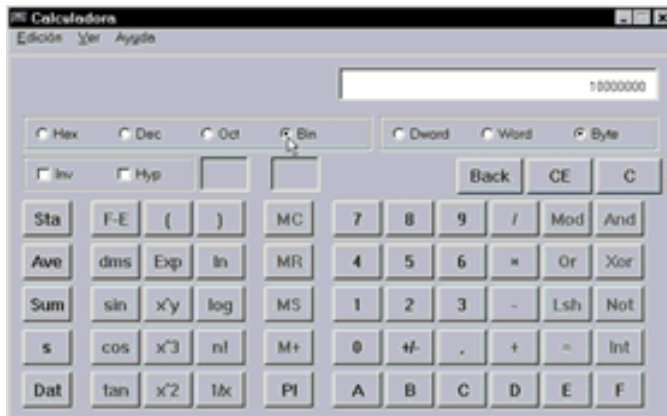 Calculadora
Edición Ver Ayuda
10000000
Hex Dec Oct Bin Dword Word Byte
Inv Hyp Back CE C
Sta F-E ( ) MC 7 8 9 / Mod And
Ave dms Exp ln MR 4 5 6 * Or Xor
Sum sin x^y log MS 1 2 3 - Lsh Not
s cos x^3 n! M+ 0 +/- . + = Int
Dat tan x^2 1/x PI A B C D E F